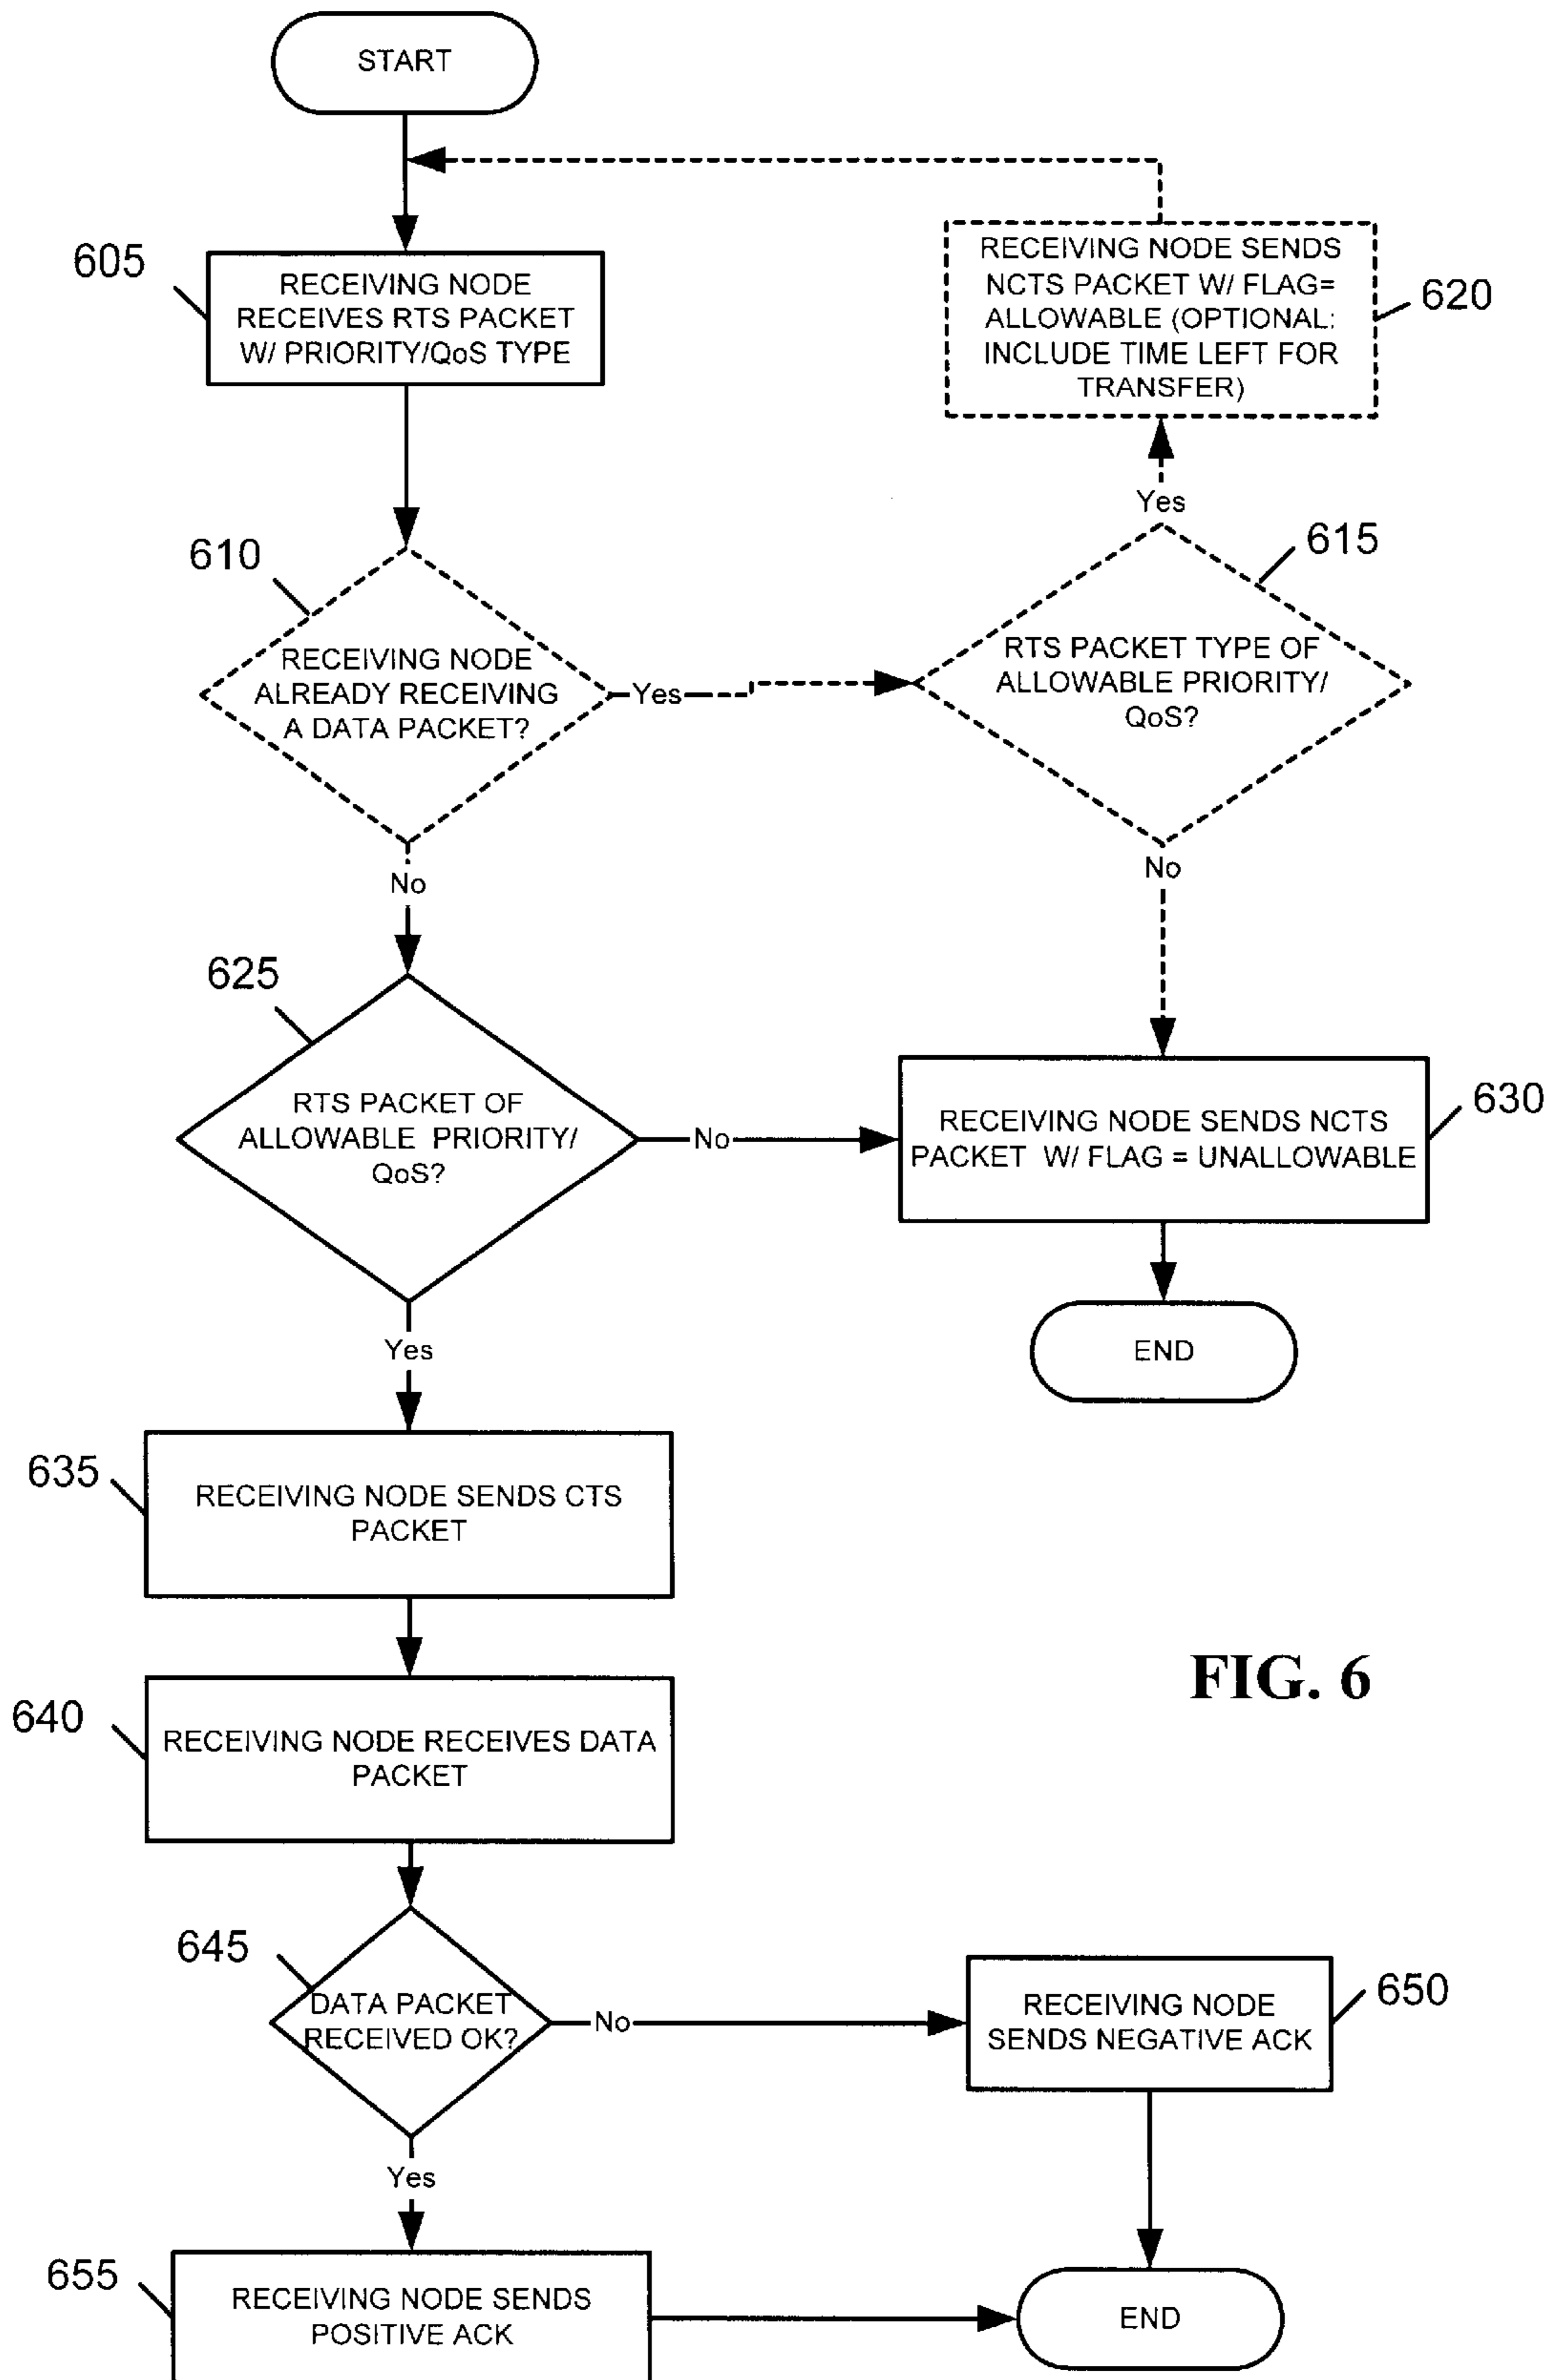 START
605
RECEIVING NODE
RECEIVES RTS PACKET
W/ PRIORITY/QoS TYPE
RECEIVING NODE SENDS
NCTS PACKET W/ FLAG=
ALLOWABLE (OPTIONAL:
INCLUDE TIME LEFT FOR
TRANSFER)
620
Yes
610
RECEIVING NODE
ALREADY RECEIVING
A DATA PACKET?
Yes
615
RTS PACKET TYPE OF
ALLOWABLE PRIORITY/
QoS?
No
No
625
RTS PACKET OF
ALLOWABLE PRIORITY/
QoS?
No
RECEIVING NODE SENDS NCTS
PACKET W/ FLAG = UNALLOWABLE
630
END
Yes
635
RECEIVING NODE SENDS CTS
PACKET
640
RECEIVING NODE RECEIVES DATA
PACKET
FIG. 6
645
DATA PACKET
RECEIVED OK?
No
RECEIVING NODE
SENDS NEGATIVE ACK
650
Yes
655
RECEIVING NODE SENDS
POSITIVE ACK
END